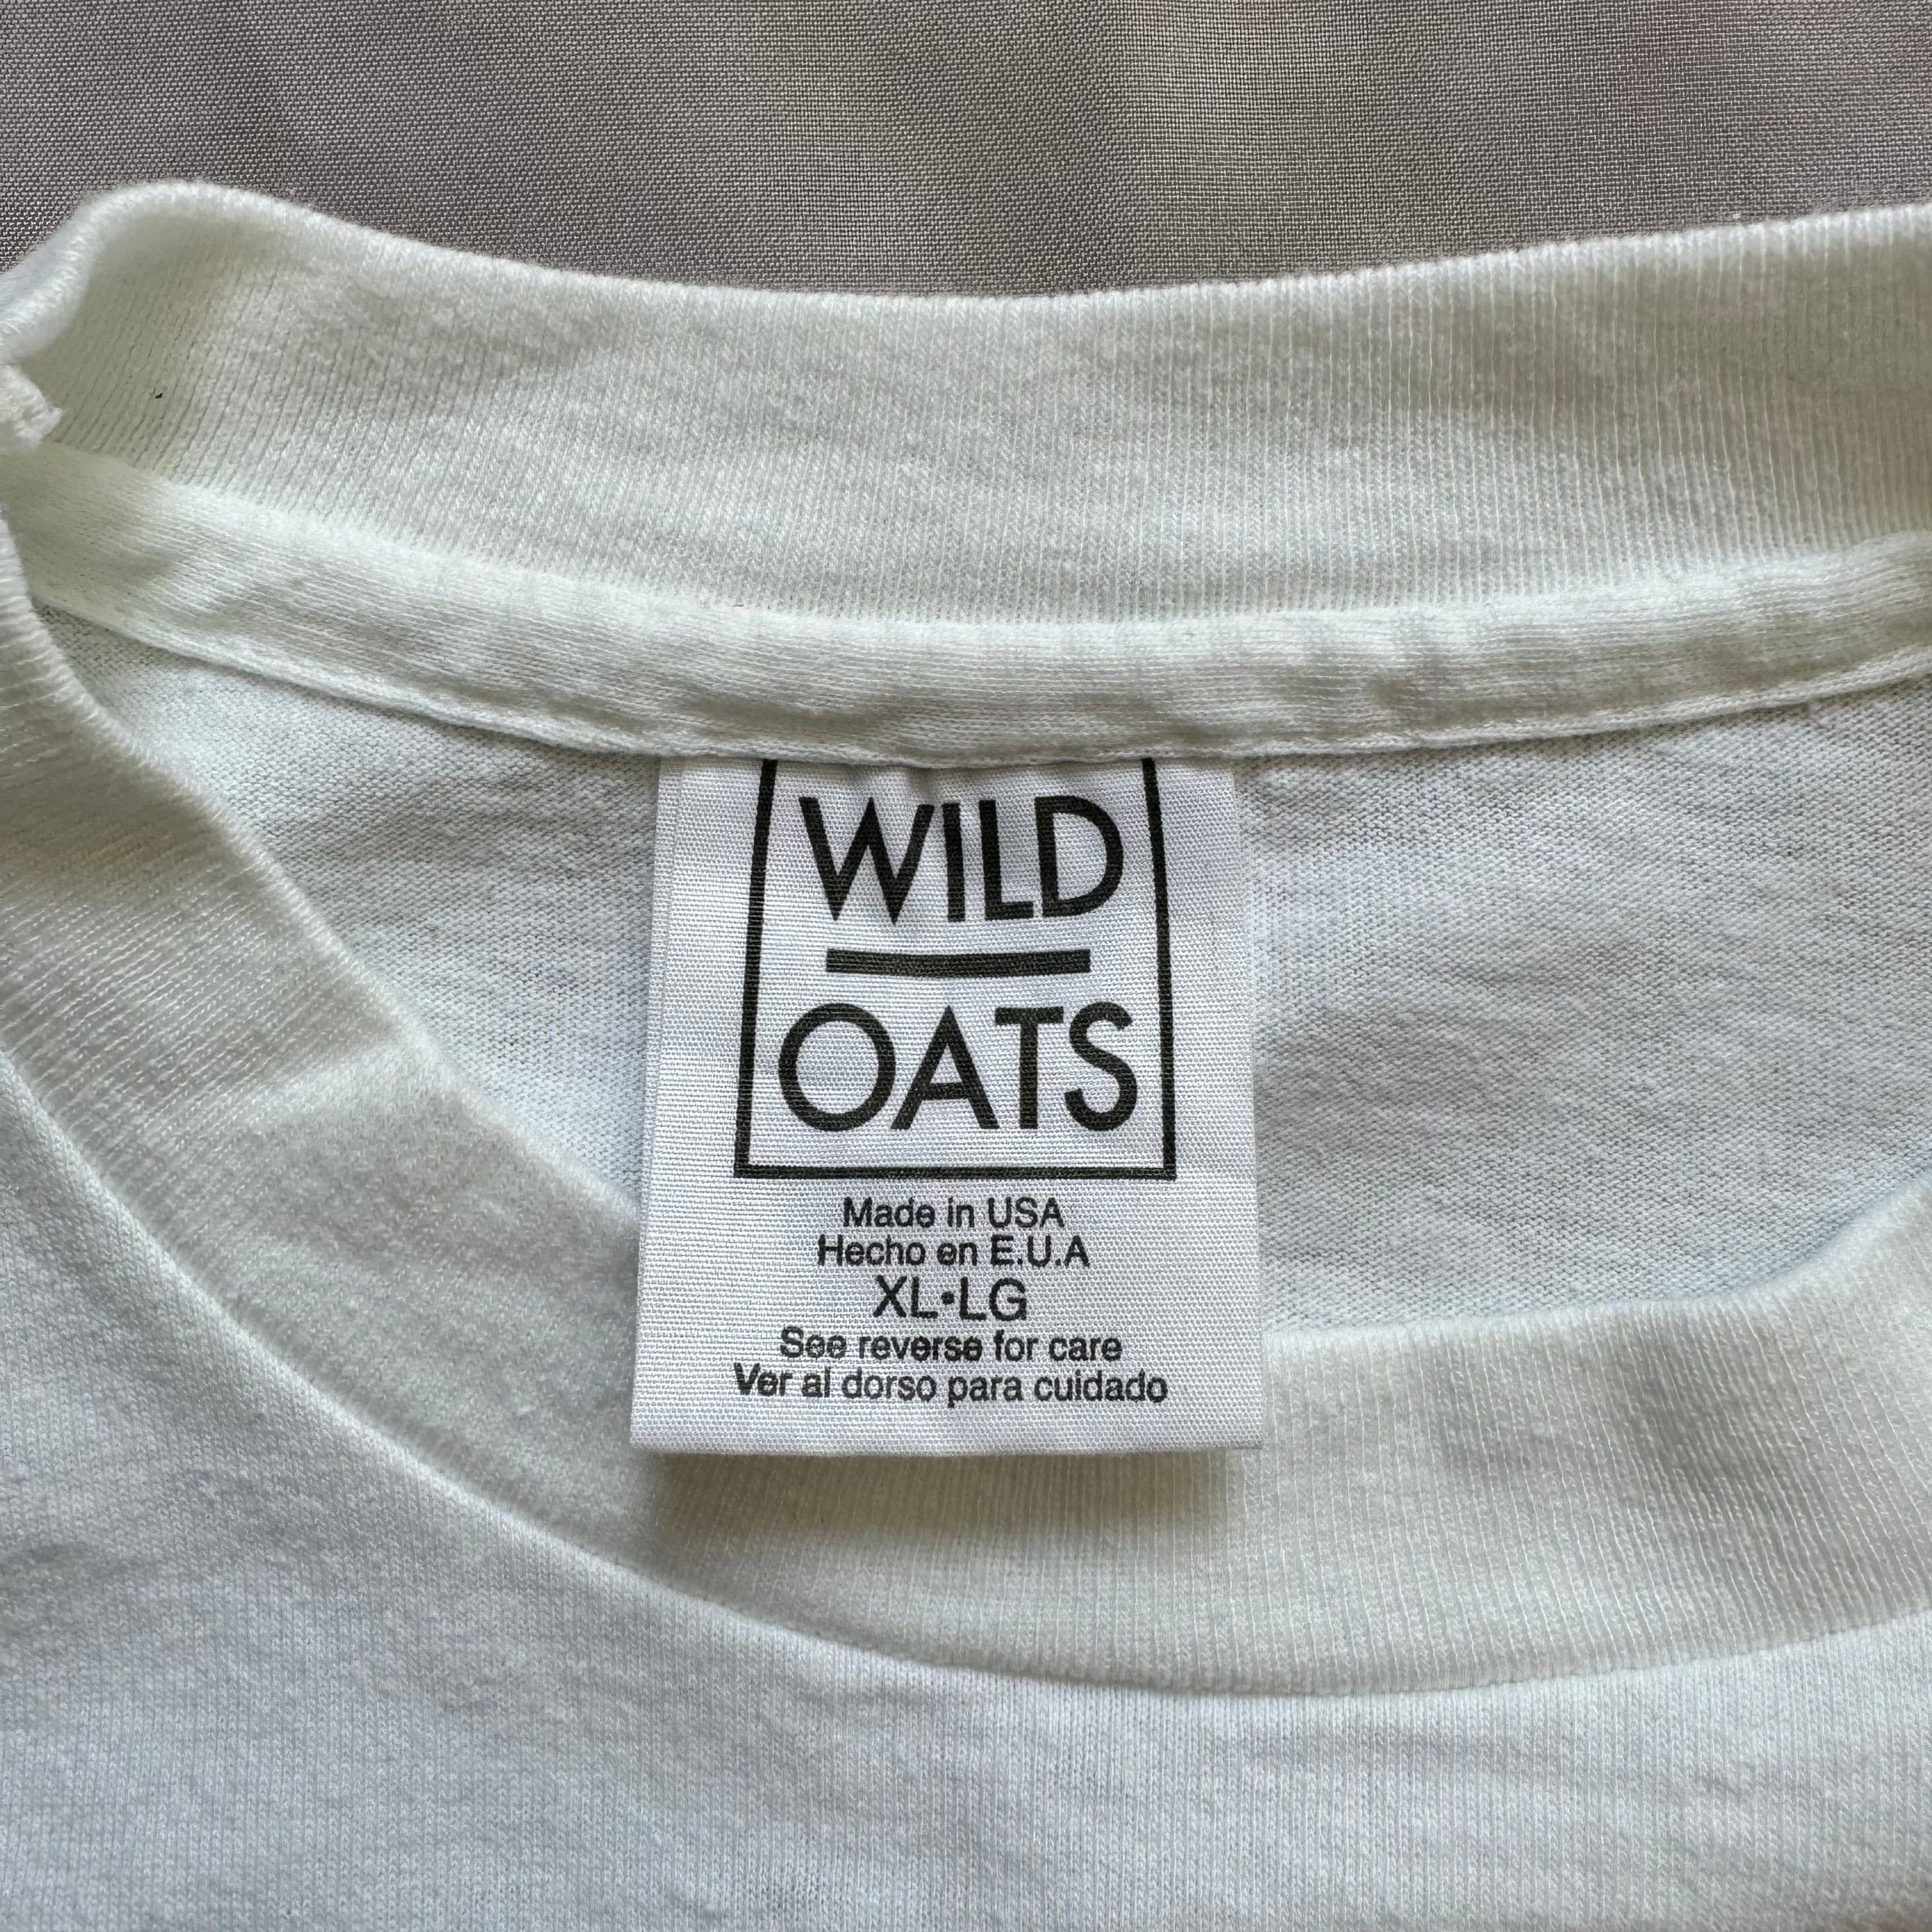 WILD
OATS
Made in USA
Hecho en E.U.A
XL•LG
See reverse for care
Ver al dorso para cuidado